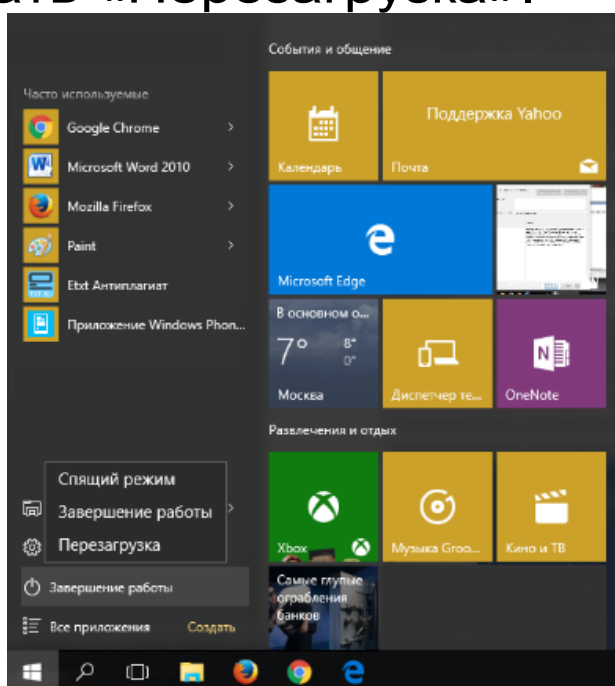 ать «Перезагрузка».
События и общение
Часто используемые
Google Chrome
Microsoft Word 2010
Mozilla Firefox
Paint
Etxt Антиплагиат
Приложение Windows Phon...
Календарь
Поддержка Yahoo
Почта
Microsoft Edge
В основном о...
7° 8°
0°
Москва
Диспетчер те...
OneNote
Развлечения и отдых
Xbox
Музыка Groo...
Кино и ТВ
Самые глупые
ограбления
банков
Спящий режим
Завершение работы
Перезагрузка
Завершение работы
Все приложения Создать